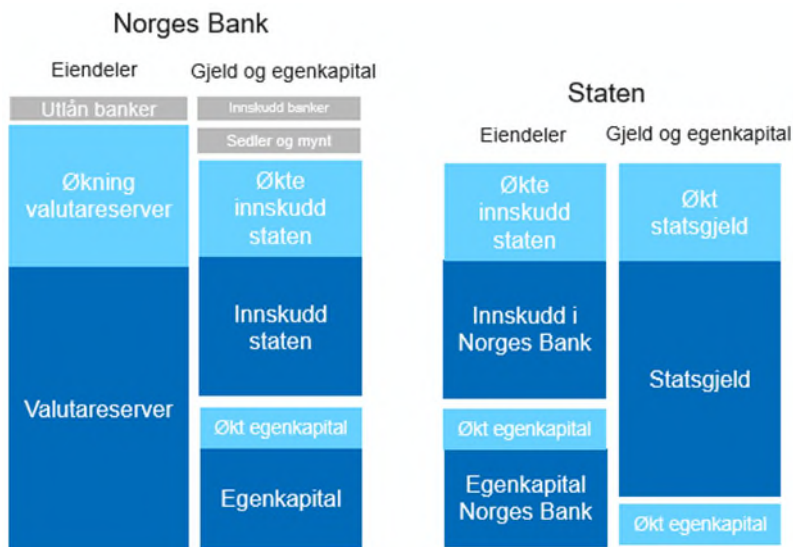 Norges Bank
Eiendeler
Gjeld og egenkapital
Utlån banker
Innskudd banker
Sedler og mynt
Økning
valutareserver
Økte
innskudd
staten
Innskudd
staten
Valutareserver
Økt egenkapital
Egenkapital
Staten
Eiendeler
Gjeld og egenkapital
Økte
innskudd
staten
Økt
statsgjeld
Innskudd i
Norges Bank
Statsgjeld
Økt egenkapital
Egenkapital
Norges Bank
Økt egenkapital